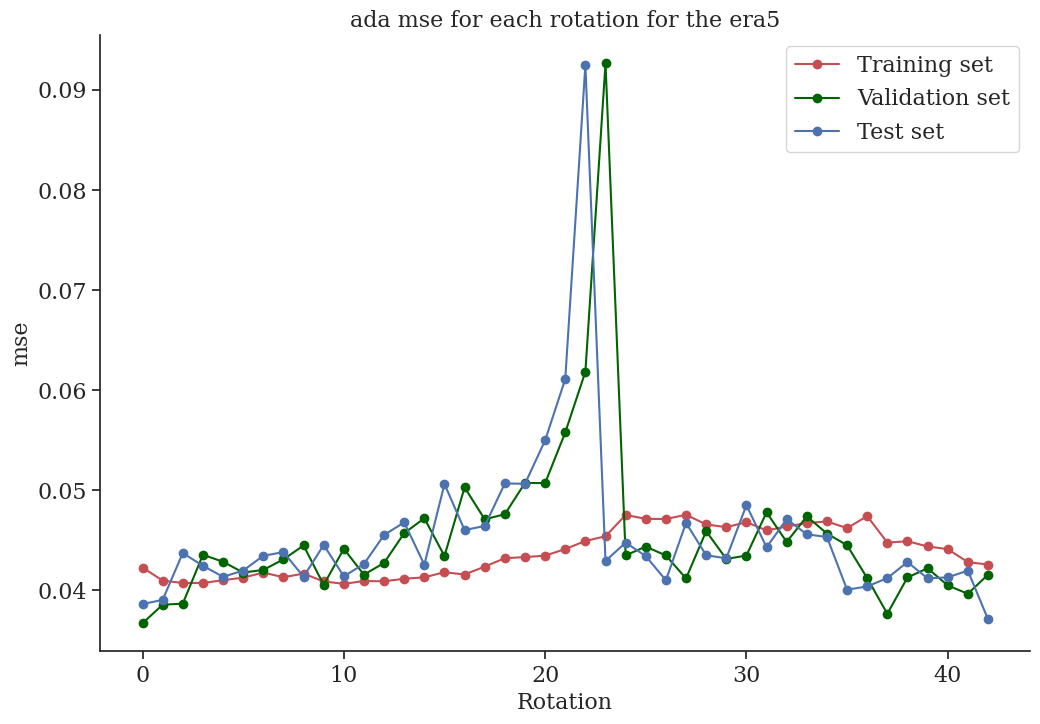 ada mse for each rotation for the era5
Training set
Validation set
Test set
0.09
0.08
0.07
0.06
0.05
0.04
mse
0
10
20
30
40
Rotation